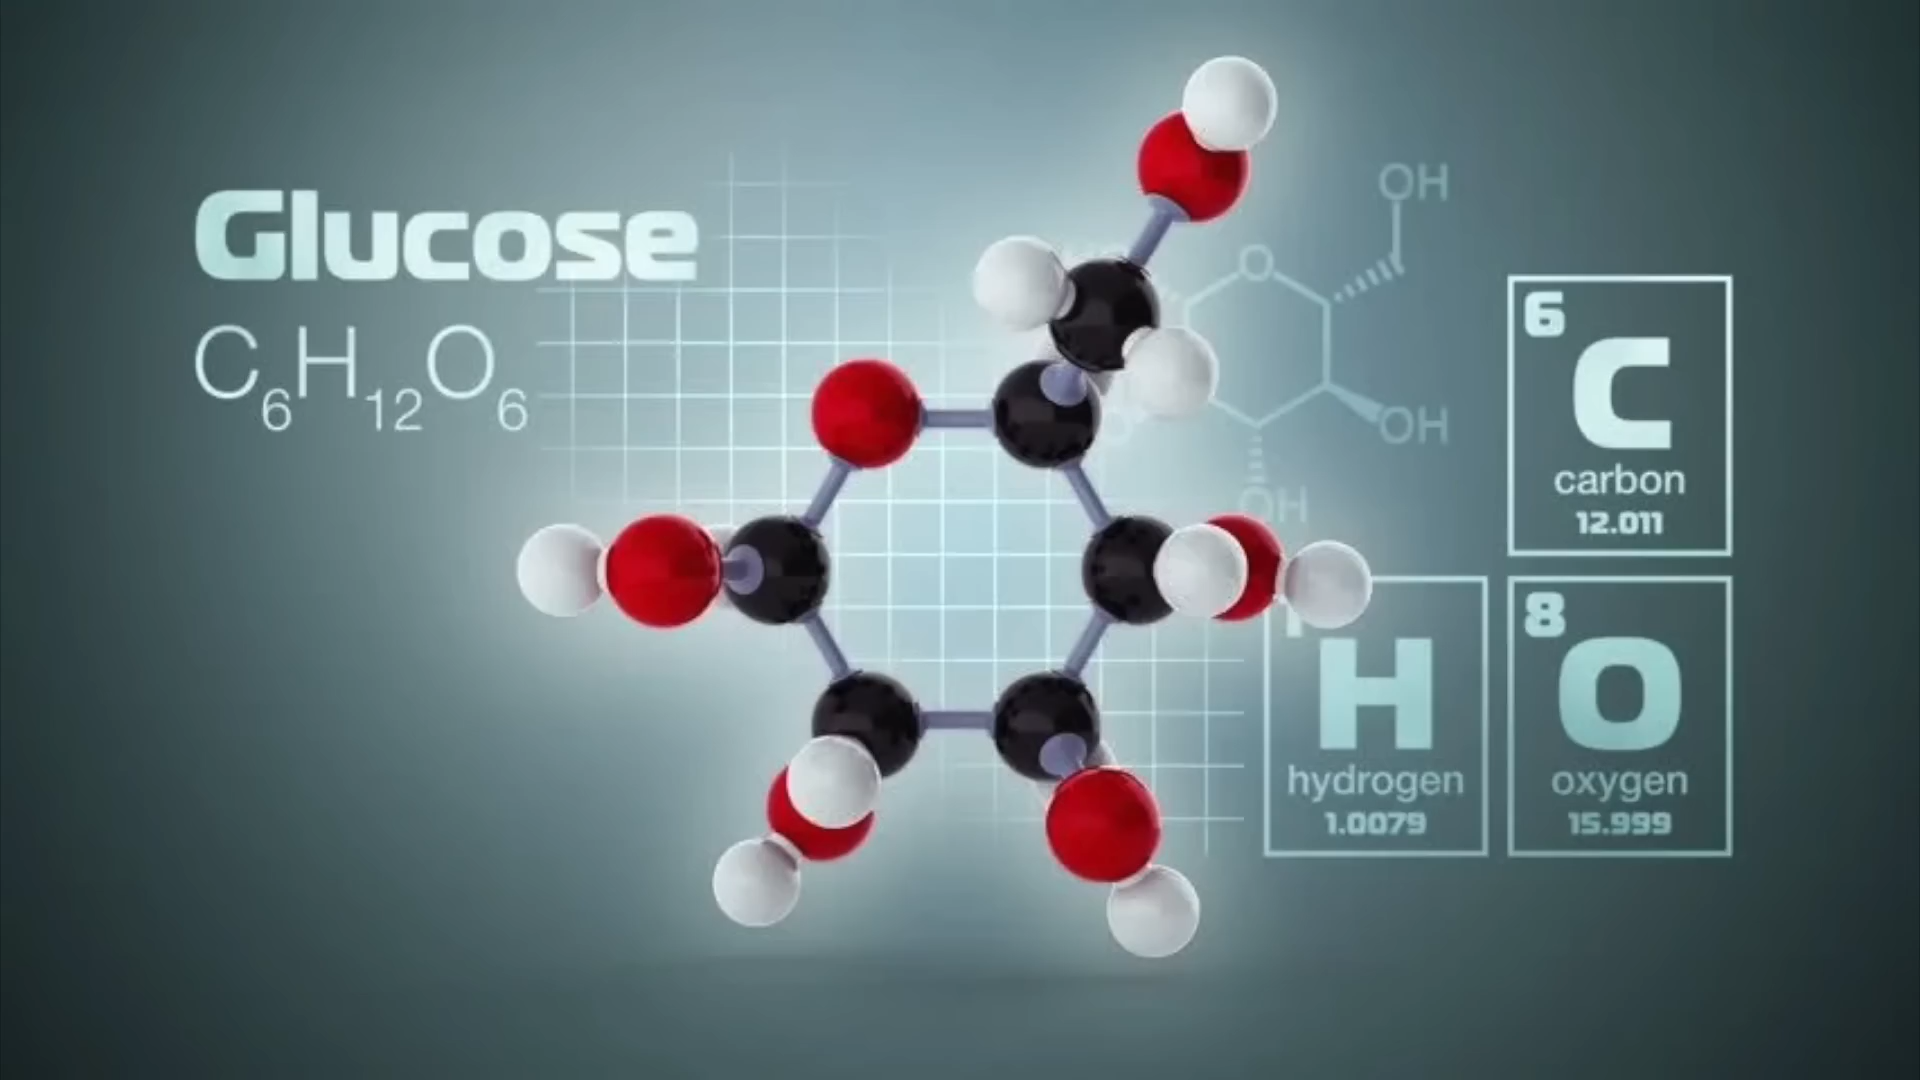 Glucose
C6H12O6
OH
O
OH
OH
6
C
carbon
12.011
H
hydrogen
1.0079
8
O
oxygen
15.999